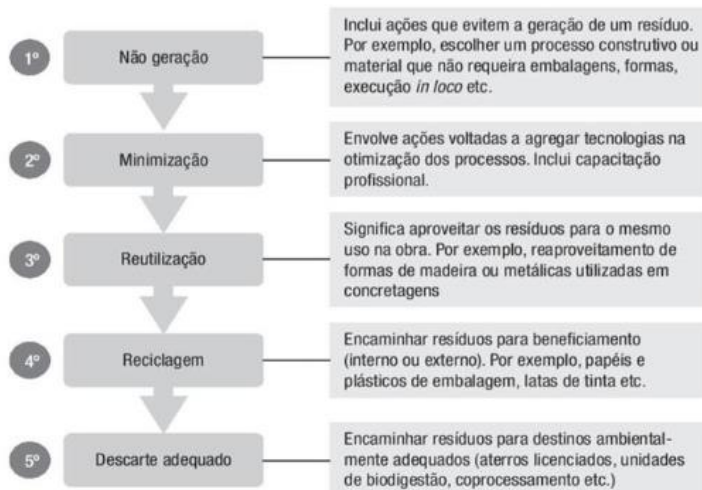 1º
Não geração
Inclui ações que evitem a geração de um resíduo.
Por exemplo, escolher um processo construtivo ou
material que não requeira embalagens, formas,
execução in loco etc.
2º
Minimização
Envolve ações voltadas a agregar tecnologias na
otimização dos processos. Inclui capacitação
profissional.
3º
Reutilização
Significa aproveitar os resíduos para o mesmo
uso na obra. Por exemplo, reaproveitamento de
formas de madeira ou metálicas utilizadas em
concretagens
4º
Reciclagem
Encaminhar resíduos para beneficiamento
(interno ou externo). Por exemplo, papéis e
plásticos de embalagem, latas de tinta etc.
5º
Descarte adequado
Encaminhar resíduos para destinos ambiental-
mente adequados (aterros licenciados, unidades
de biodigestão, coprocessamento etc.)